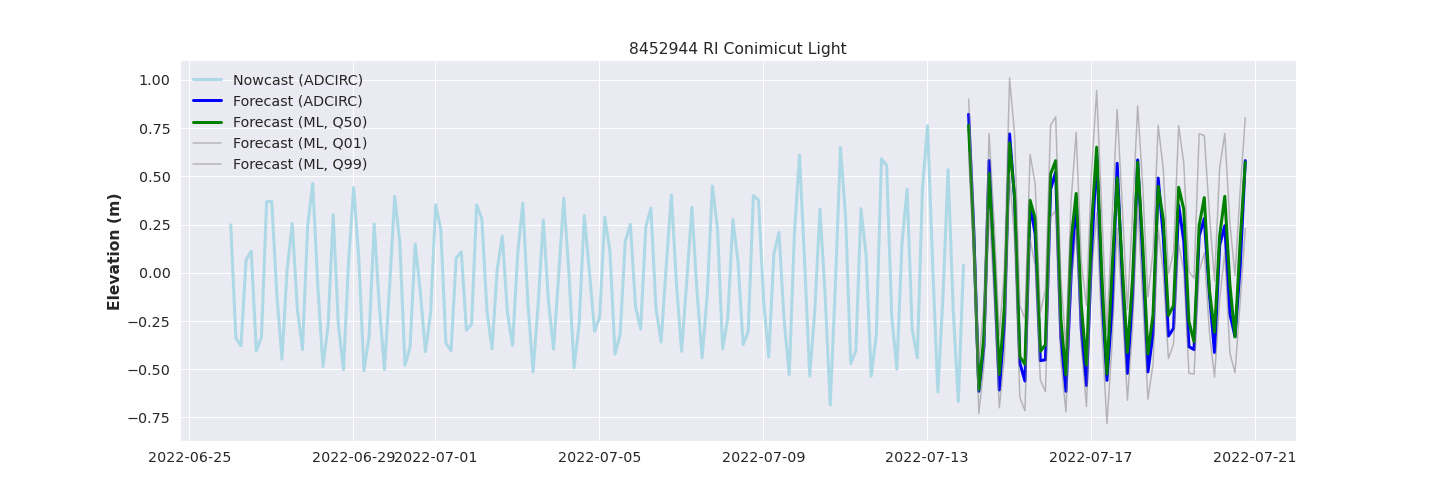 8452944 RI Conimicut Light
Nowcast (ADCIRC)
Forecast (ADCIRC)
Forecast (ML, Q50)
Forecast (ML, Q01)
Forecast (ML, Q99)
Elevation (m)
1.00
0.75
0.50
0.25
0.00
−0.25
−0.50
−0.75
2022-06-25
2022-06-29
2022-07-01
2022-07-05
2022-07-09
2022-07-13
2022-07-17
2022-07-21